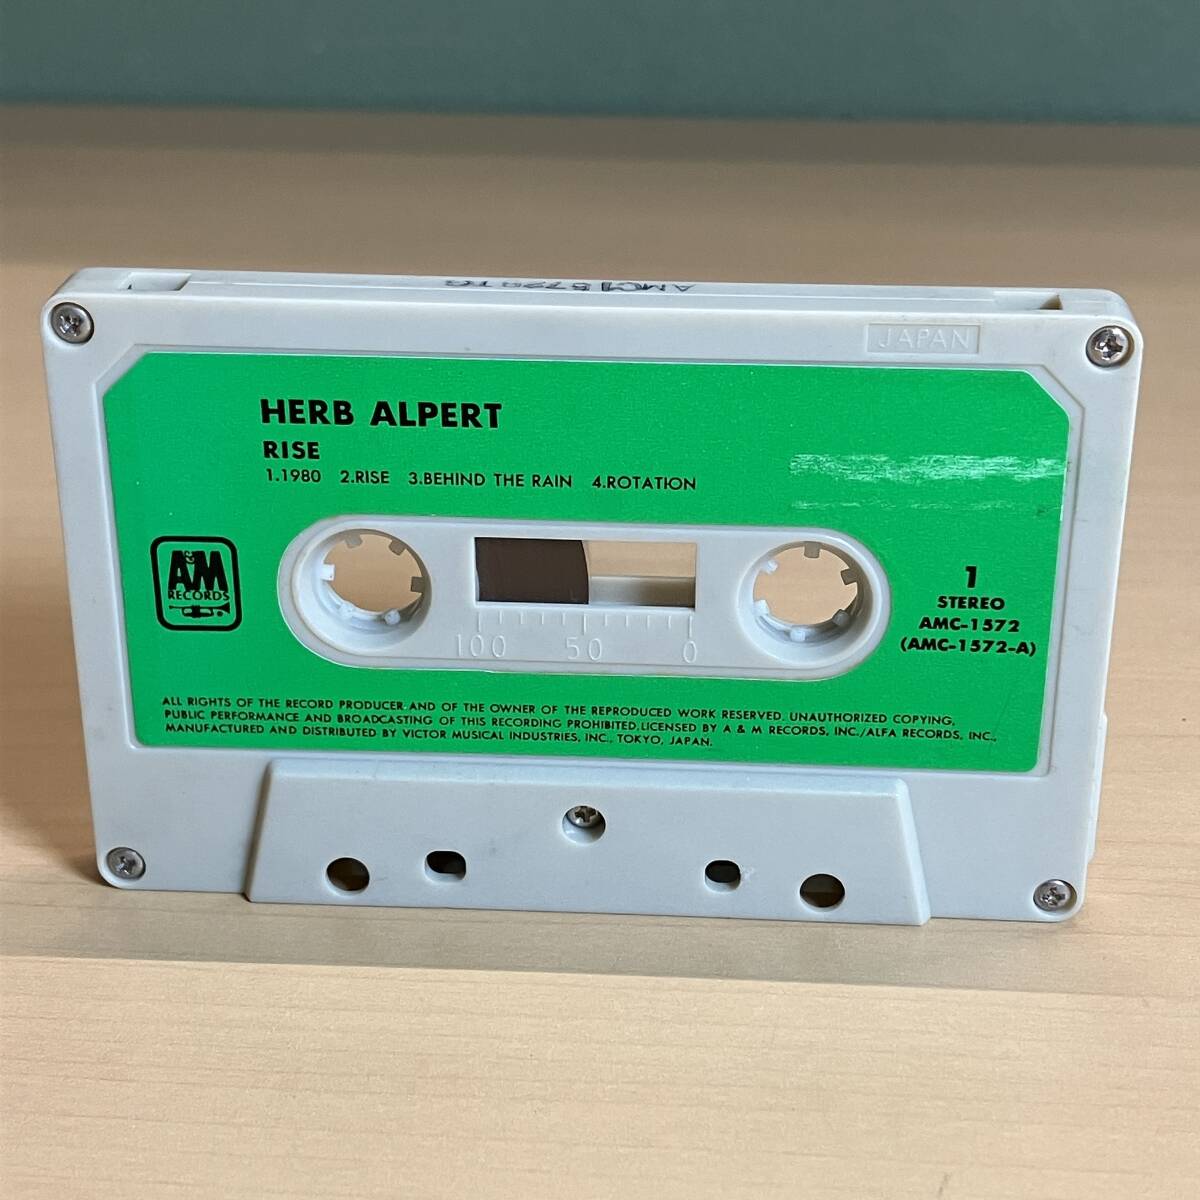 JAPAN
HERB ALPERT
RISE
1.1980 2.RISE 3.BEHIND THE RAIN 4.ROTATION
A&M
RECORDS
100 50 0
1
STEREO
AMC-1572
(AMC-1572-A)
ALL RIGHTS OF THE RECORD PRODUCER AND OF THE OWNER OF THE REPRODUCED WORK RESERVED. UNAUTHORIZED COPYING,
PUBLIC PERFORMANCE AND BROADCASTING OF THIS RECORDING PROHIBITED, LICENSED BY A & M RECORDS, INC./ALFA RECORDS, INC.,
MANUFACTURED AND DISTRIBUTED BY VICTOR MUSICAL INDUSTRIES, INC., TOKYO, JAPAN.